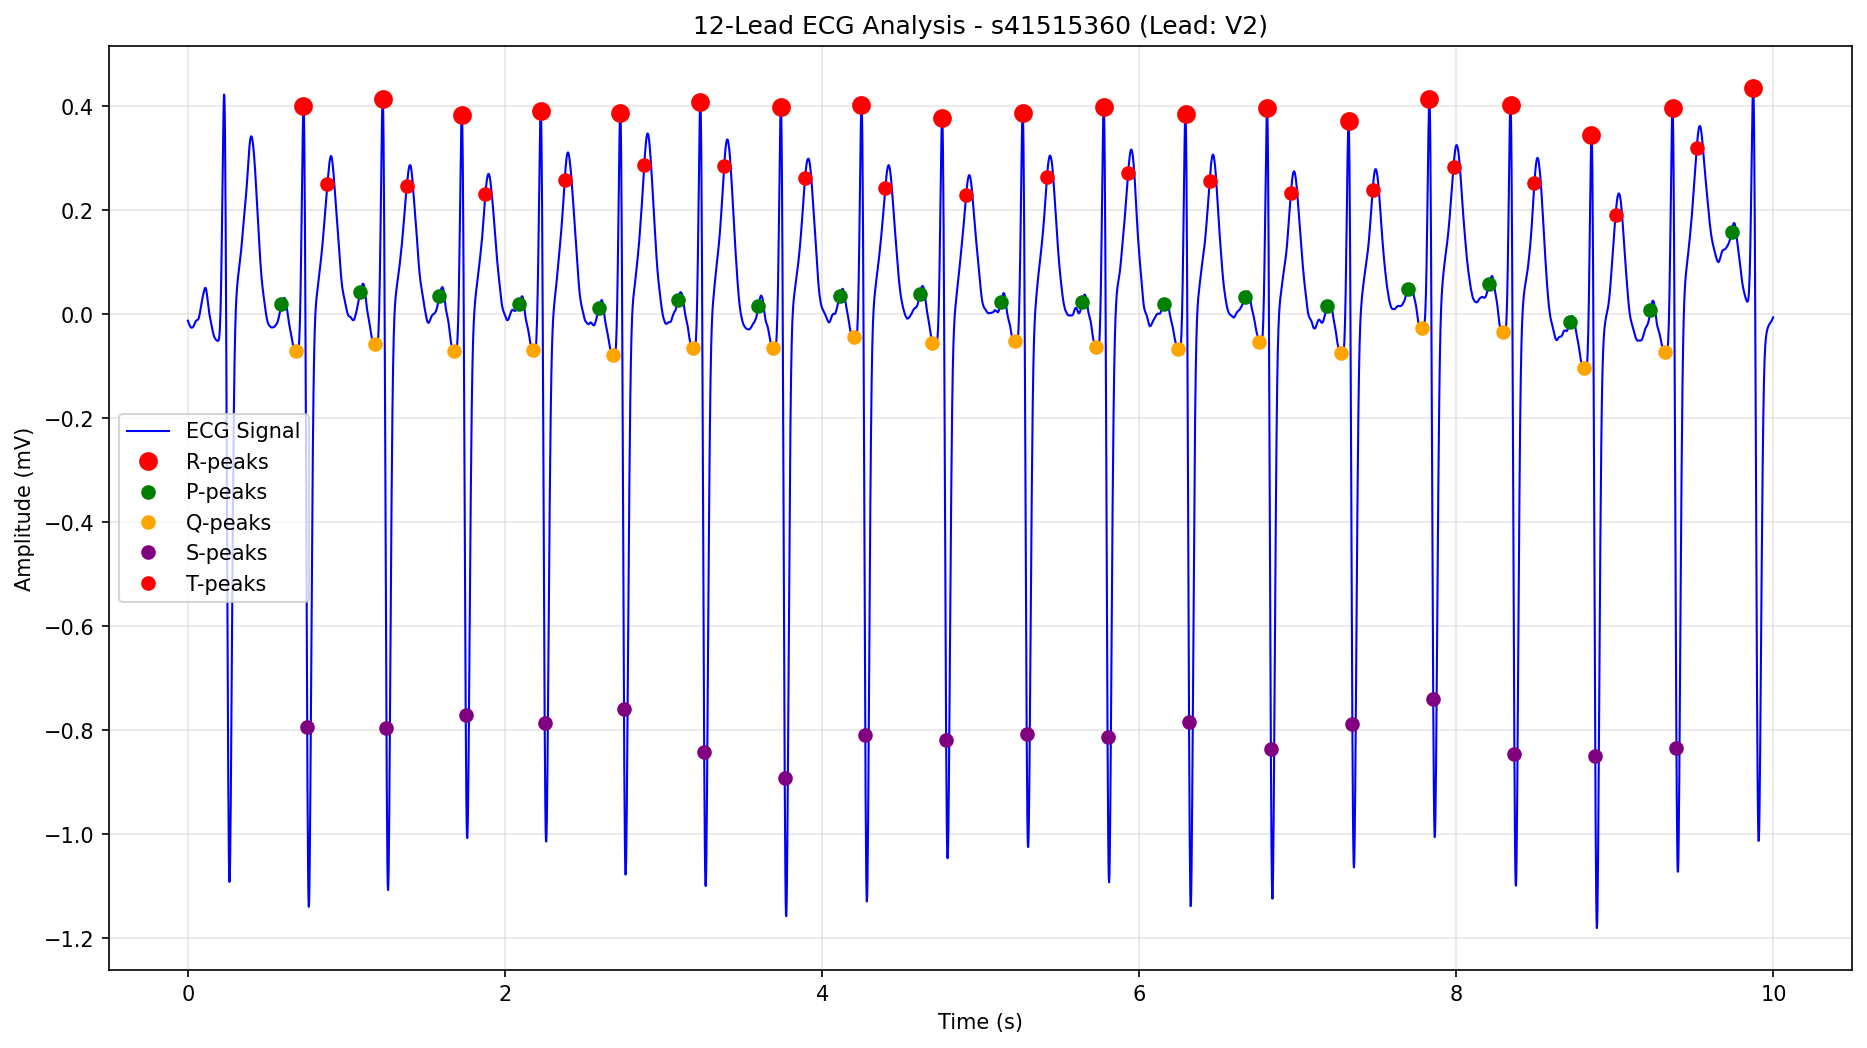 12-Lead ECG Analysis - s41515360 (Lead: V2)
Amplitude (mV)
0.4
0.2
0.0
−0.2
−0.4
−0.6
−0.8
−1.0
−1.2
ECG Signal
R-peaks
P-peaks
Q-peaks
S-peaks
T-peaks
0 2 4 6 8 10
Time (s)